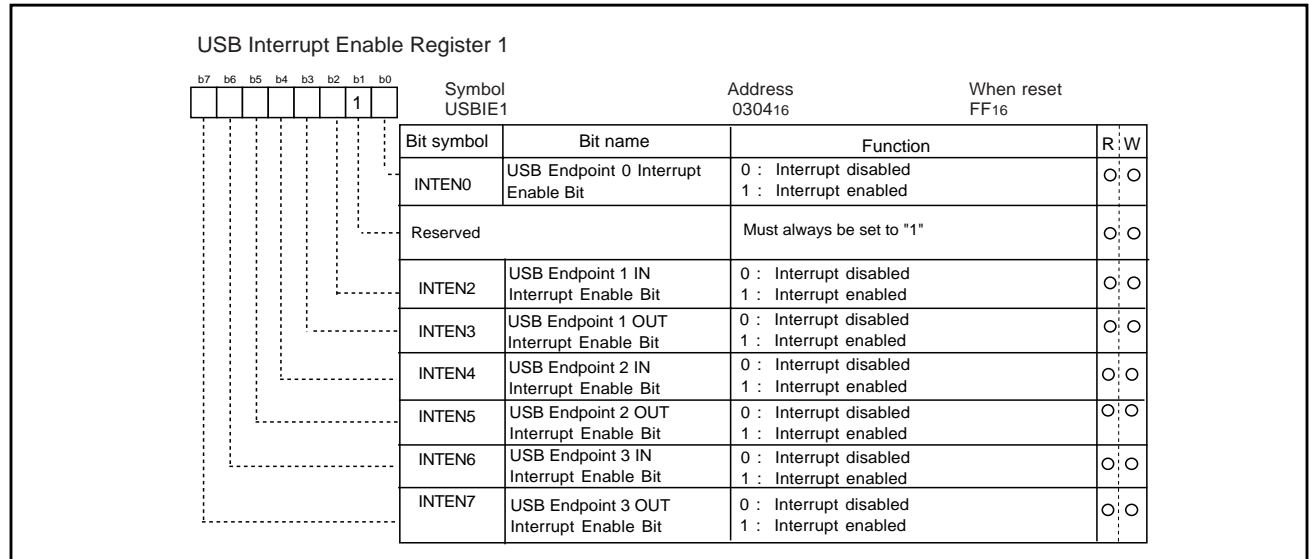 USB Interrupt Enable Register 1
b7 b6 b5 b4 b3 b2 b1 b0
1
Symbol Address When reset
USBIE1 030416 FF16
Bit symbol Bit name Function R W
INTEN0 USB Endpoint 0 Interrupt Enable Bit 0 : Interrupt disabled
1 : Interrupt enabled
Reserved Must always be set to "1"
INTEN2 USB Endpoint 1 IN Interrupt Enable Bit 0 : Interrupt disabled
1 : Interrupt enabled
INTEN3 USB Endpoint 1 OUT Interrupt Enable Bit 0 : Interrupt disabled
1 : Interrupt enabled
INTEN4 USB Endpoint 2 IN Interrupt Enable Bit 0 : Interrupt disabled
1 : Interrupt enabled
INTEN5 USB Endpoint 2 OUT Interrupt Enable Bit 0 : Interrupt disabled
1 : Interrupt enabled
INTEN6 USB Endpoint 3 IN Interrupt Enable Bit 0 : Interrupt disabled
1 : Interrupt enabled
INTEN7 USB Endpoint 3 OUT Interrupt Enable Bit 0 : Interrupt disabled
1 : Interrupt enabled